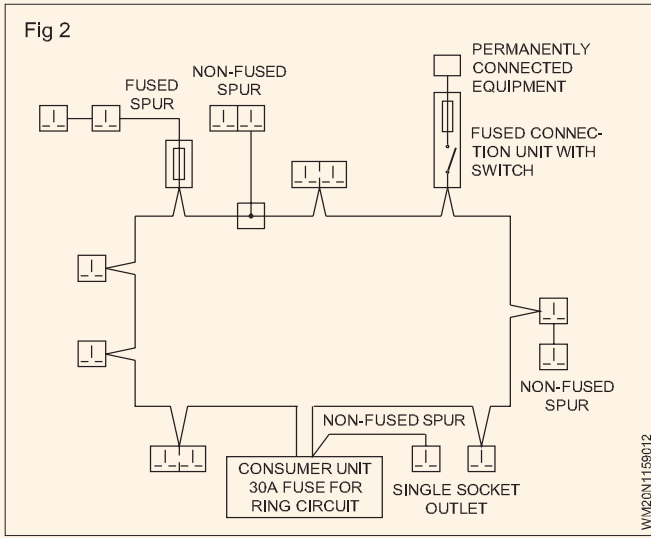 Fig 2
PERMANENTLY
CONNECTED
EQUIPMENT
FUSED
SPUR
NON-FUSED
SPUR
FUSED CONNEC-
TION UNIT WITH
SWITCH
NON-FUSED
SPUR
NON-FUSED SPUR
CONSUMER UNIT
30A FUSE FOR
RING CIRCUIT
SINGLE SOCKET
OUTLET
WM20N1159012